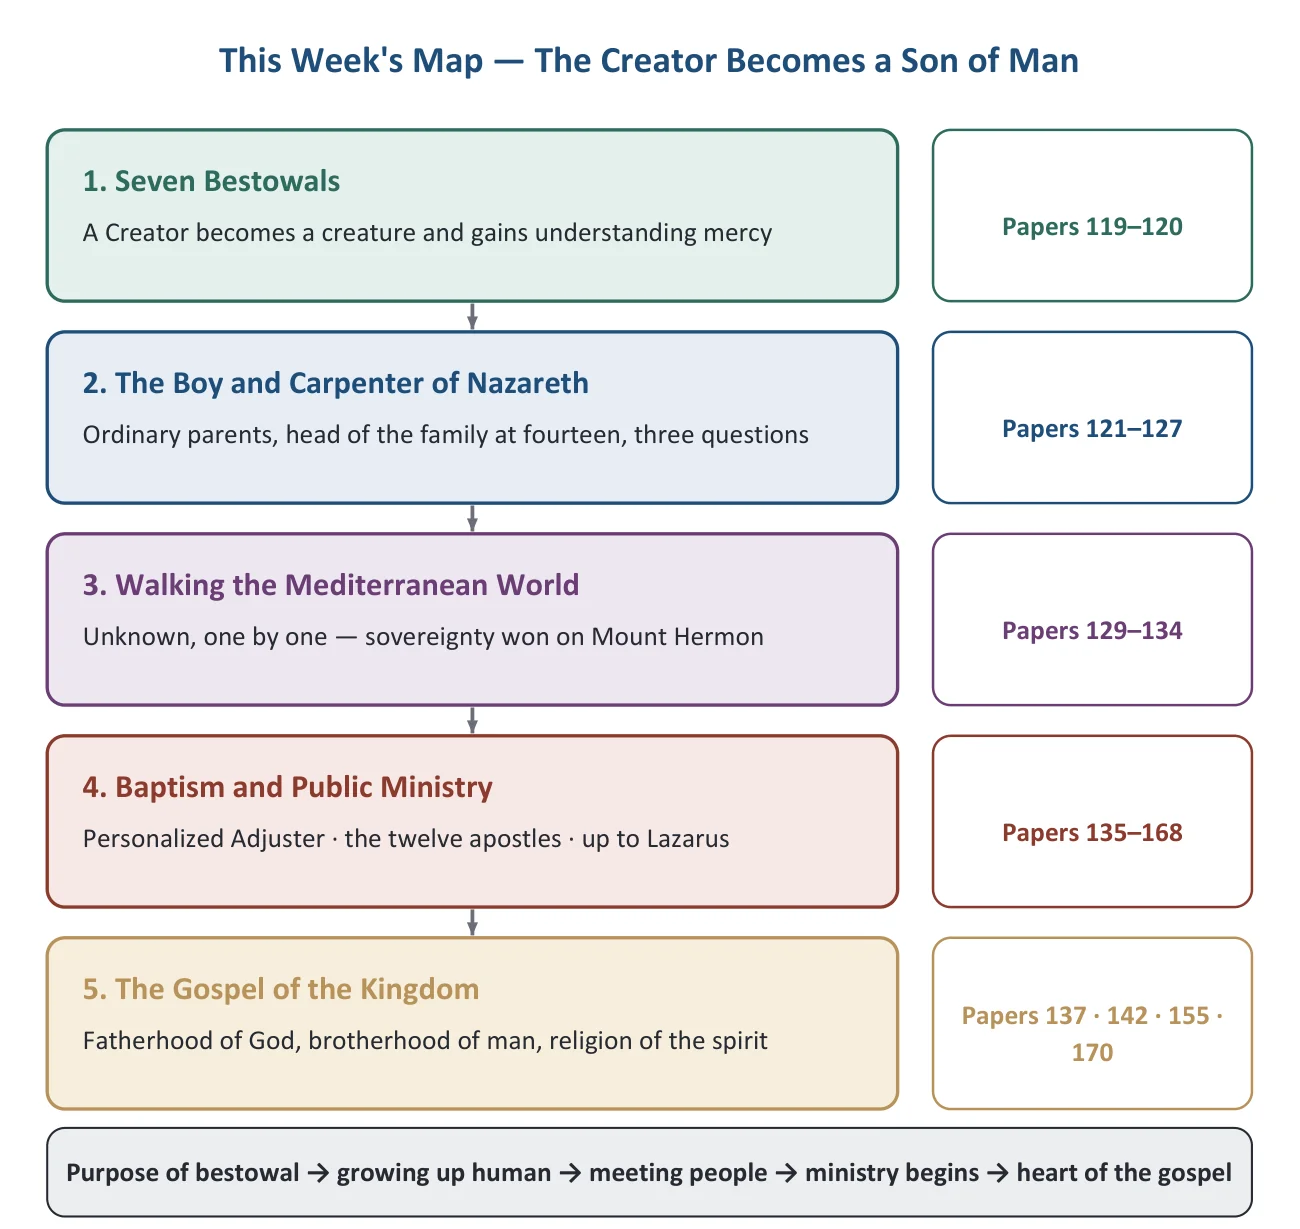 This Week's Map — The Creator Becomes a Son of Man
1. Seven Bestowals
A Creator becomes a creature and gains understanding mercy
Papers 119–120
2. The Boy and Carpenter of Nazareth
Ordinary parents, head of the family at fourteen, three questions
Papers 121–127
3. Walking the Mediterranean World
Unknown, one by one — sovereignty won on Mount Hermon
Papers 129–134
4. Baptism and Public Ministry
Personalized Adjuster · the twelve apostles · up to Lazarus
Papers 135–168
5. The Gospel of the Kingdom
Fatherhood of God, brotherhood of man, religion of the spirit
Papers 137 · 142 · 155 ·
170
Purpose of bestowal → growing up human → meeting people → ministry begins → heart of the gospel